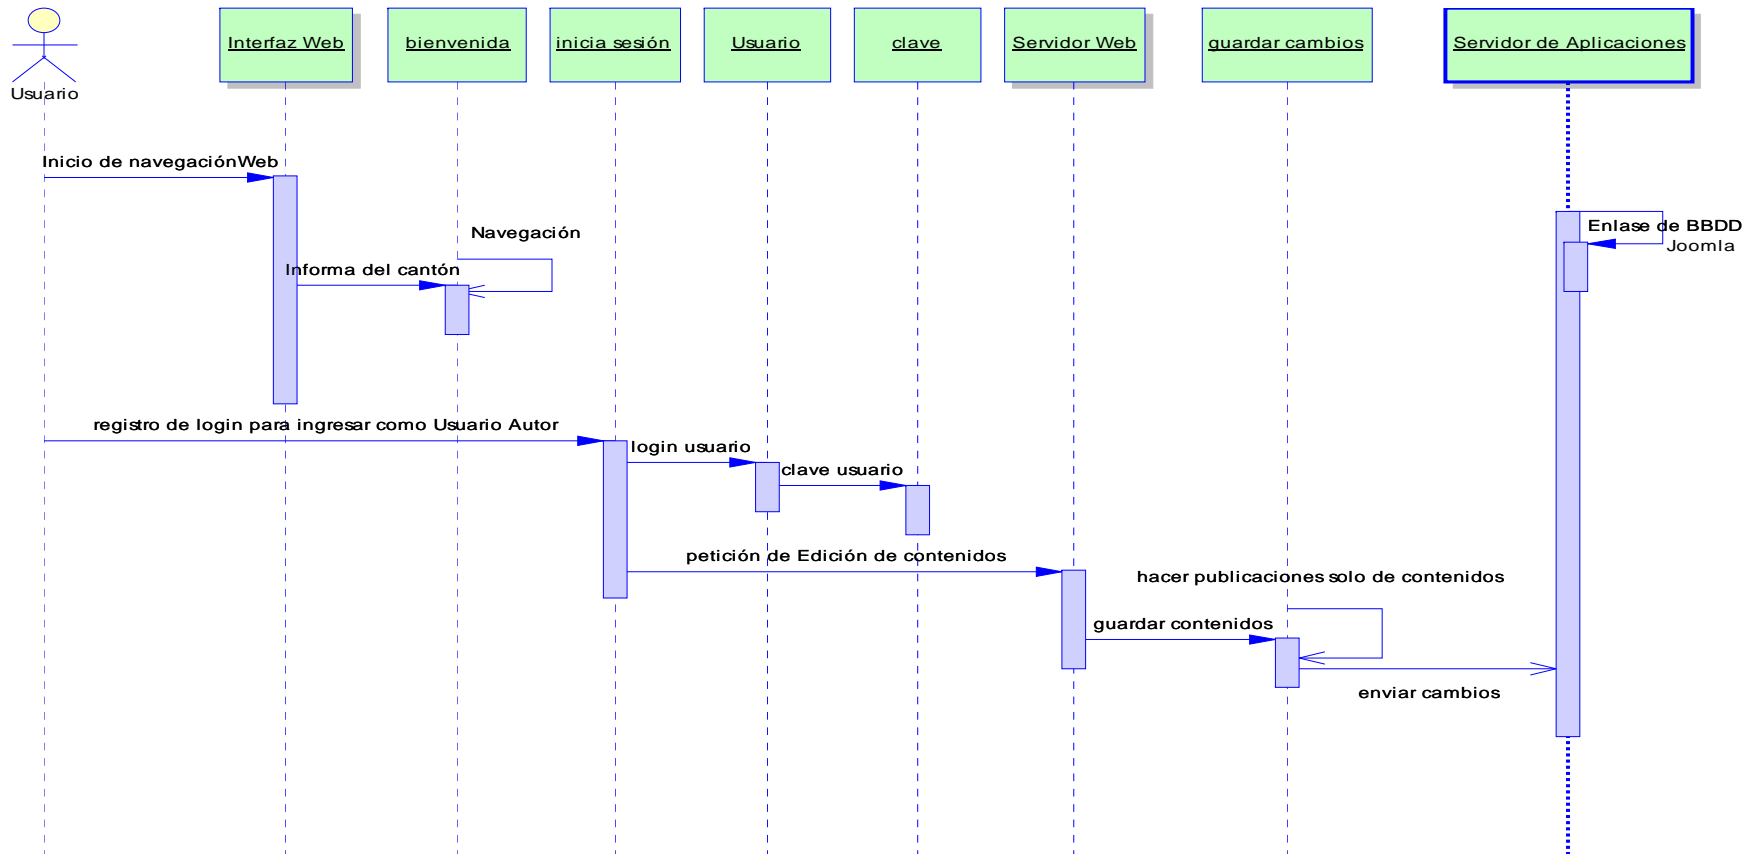 Interfaz Web
bienvenida
inicia sesión
Usuario
clave
Servidor Web
guardar cambios
Servidor de Aplicaciones
Usuario
Inicio de navegaciónWeb
Navegación
Enlase de BBDD
Joomla
Informa del cantón
registro de login para ingresar como Usuario Autor
login usuario
clave usuario
petición de Edición de contenidos
hacer publicaciones solo de contenidos
guardar contenidos
enviar cambios